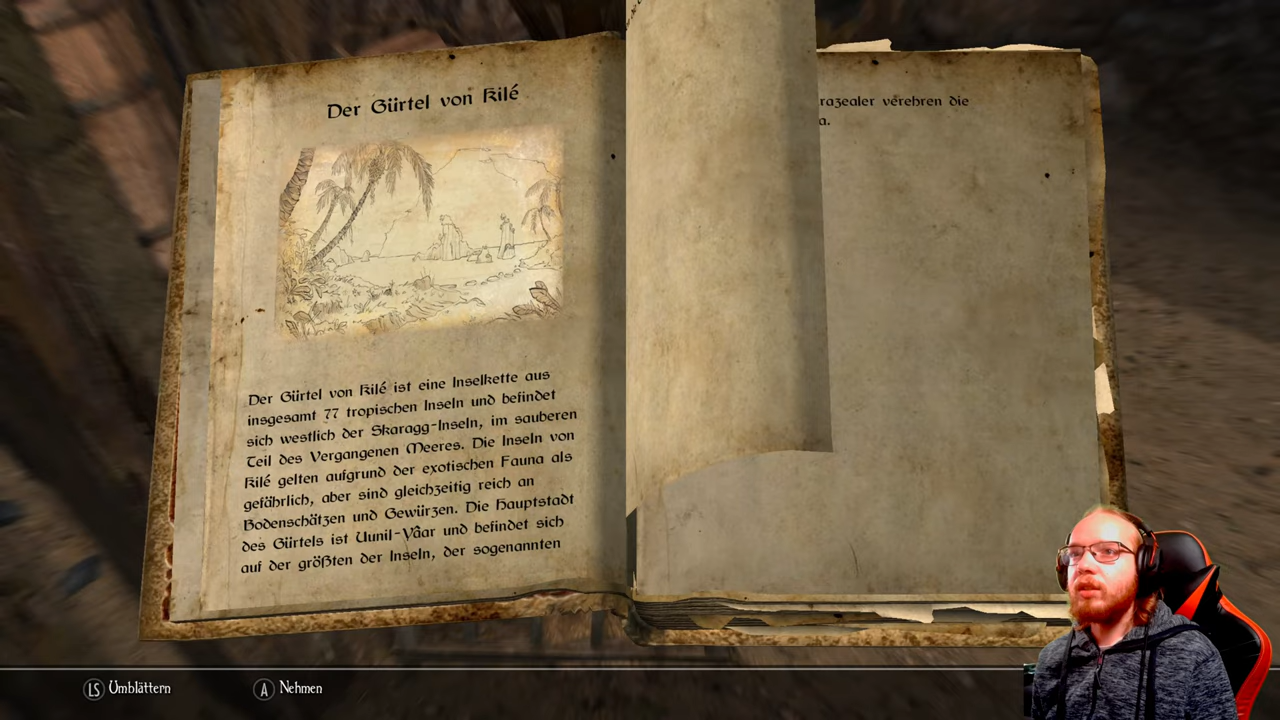 Der Gürtel von Kilé
Der Gürtel von Kilé ist eine Inselkette aus
insgesamt 77 tropischen Inseln und befindet
sich westlich der Skaragg-Inseln, im sauberen
Teil des Vergangenen Meeres. Die Inseln von
Kilé gelten aufgrund der exotischen Fauna als
gefährlich, aber sind gleichzeitig reich an
Bodenschätzen und Gewürzen. Die Hauptstadt
des Gürtels ist Uunil-Yâar und befindet sich
auf der größten der Inseln, der sogenannten
razealer verehren die
a.
LS Umblättern
A Nehmen